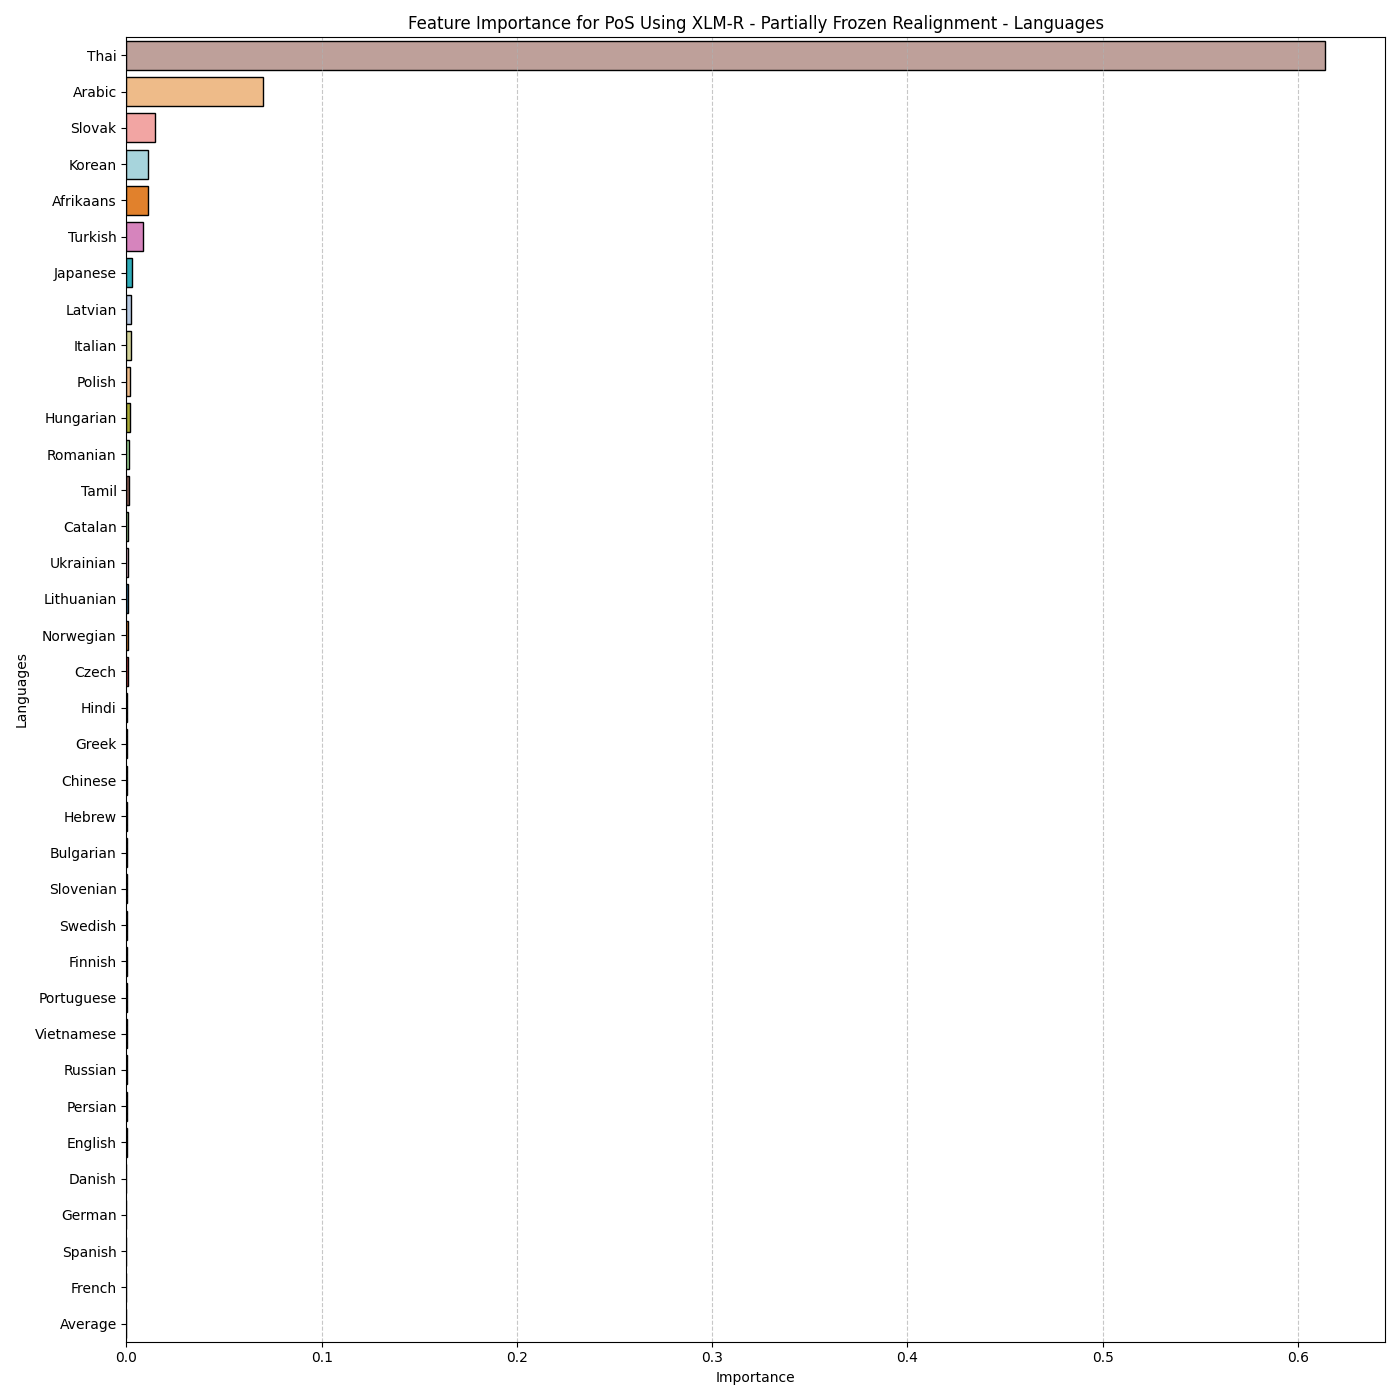 Feature Importance for PoS Using XLM-R - Partially Frozen Realignment - Languages
Thai
Arabic
Slovak
Korean
Afrikaans
Turkish
Japanese
Latvian
Italian
Polish
Hungarian
Romanian
Tamil
Catalan
Ukrainian
Lithuanian
Norwegian
Czech
Hindi
Greek
Chinese
Hebrew
Bulgarian
Slovenian
Swedish
Finnish
Portuguese
Vietnamese
Russian
Persian
English
Danish
German
Spanish
French
Average
Languages
0.0 0.1 0.2 0.3 0.4 0.5 0.6
Importance